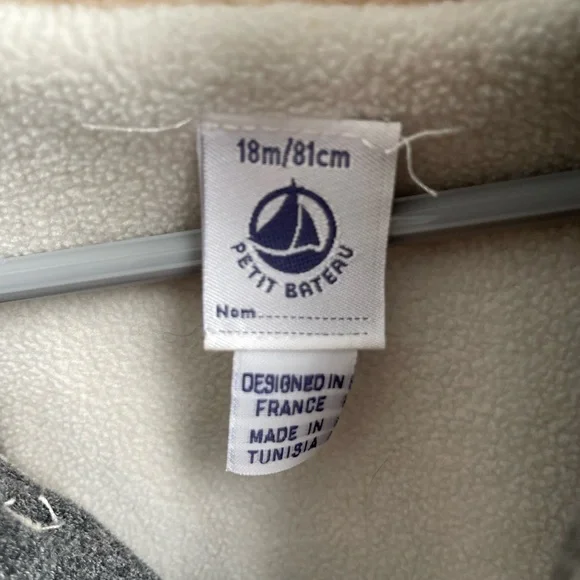 18m/81cm
PETIT BATEAU
Nom
DESIGNED IN
FRANCE
MADE IN
TUNISIA